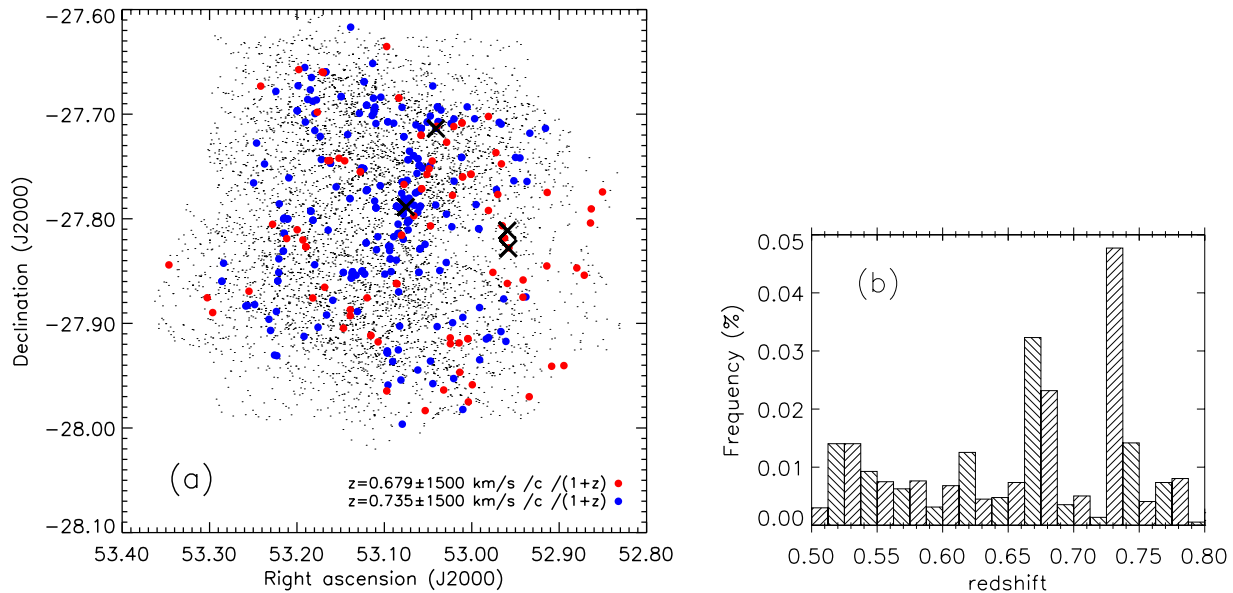 −27.60
−27.70
−27.80
−27.90
−28.00
−28.10
Declination (J2000)
(a)
z=0.679±1500 km/s /c /(1+z)
z=0.735±1500 km/s /c /(1+z)
53.40 53.30 53.20 53.10 53.00 52.90 52.80
Right ascension (J2000)
0.05
0.04
0.03
0.02
0.01
0.00
Frequency (%)
(b)
0.50 0.55 0.60 0.65 0.70 0.75 0.80
redshift